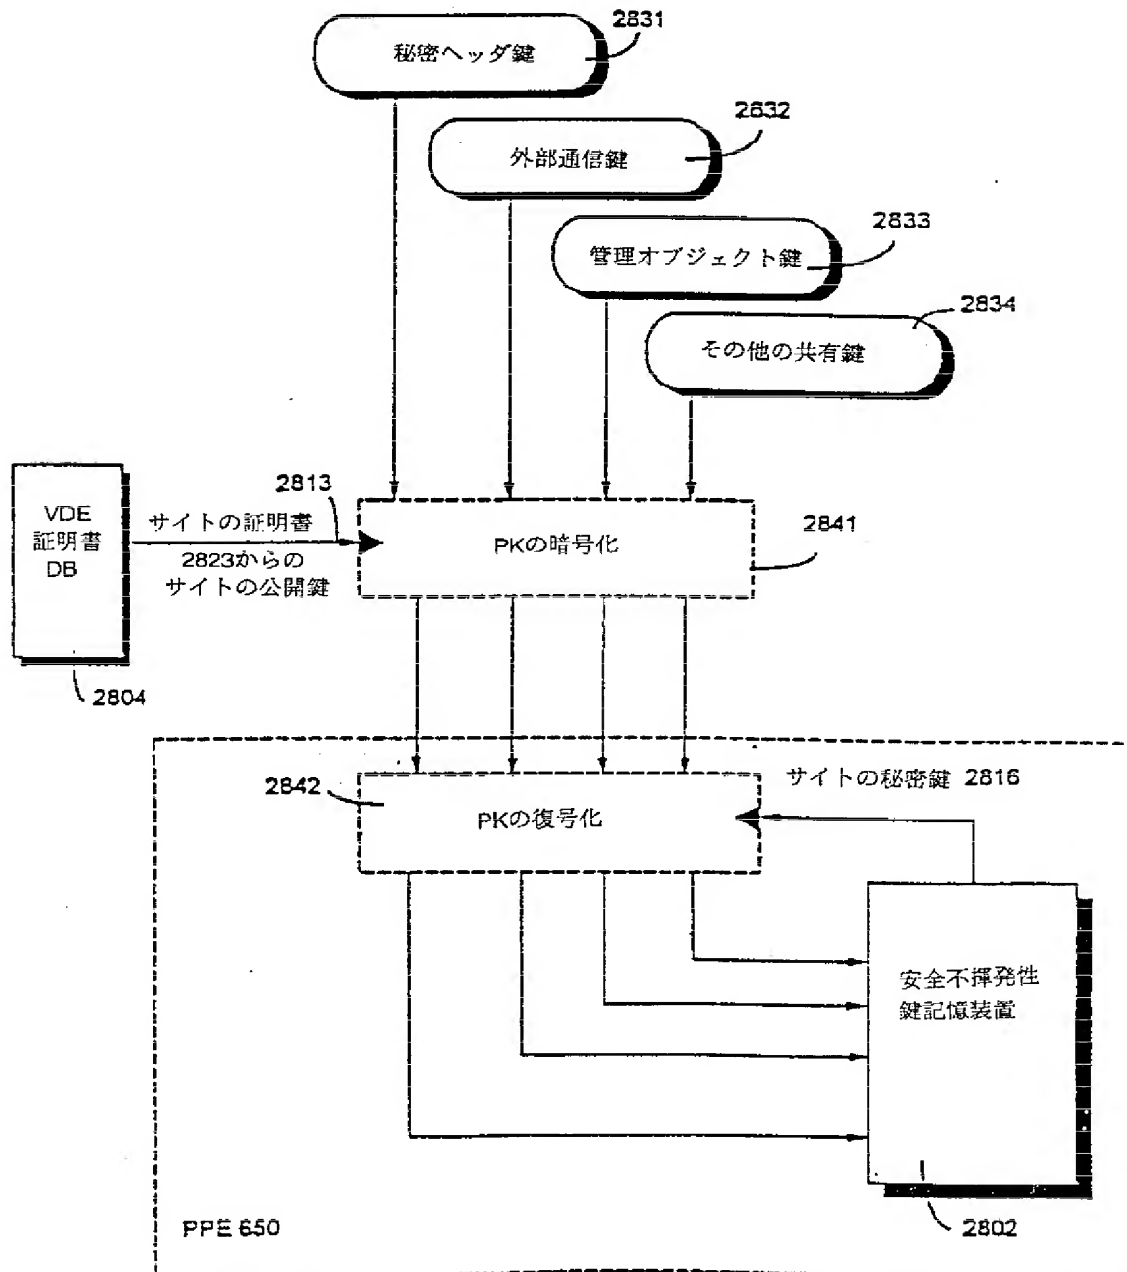 2831
秘密ヘッダ鍵
2832
外部通信鍵
2833
管理オブジェクト鍵
2834
その他の共有鍵
VDE
証明書
DB
2804
2813
サイトの証明書
2823からの
サイトの公開鍵
PKの暗号化
2841
2842
PKの復号化
サイトの秘密鍵 2816
安全不揮発性
鍵記憶装置
2802
PPE 650